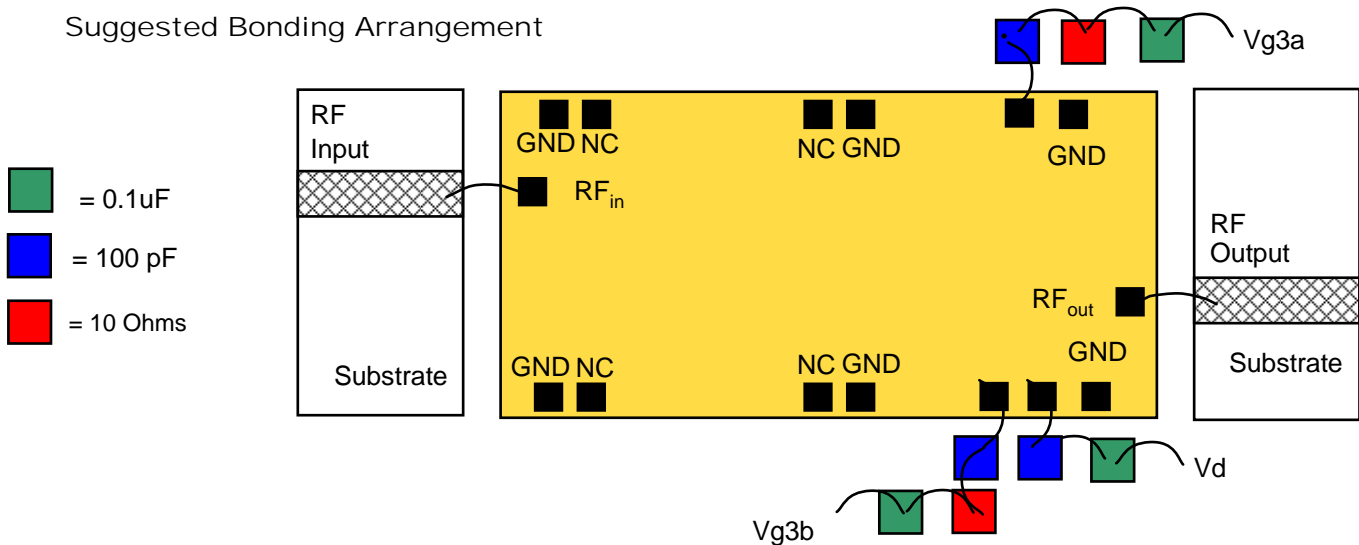 Suggested Bonding Arrangement
Vg3a
RF
Input
GND NC
NC GND
GND
= 0.1uF
RFin
= 100 pF
RF
Output
RFout
= 10 Ohms
GND NC
NC GND
GND
Substrate
Substrate
Vd
Vg3b